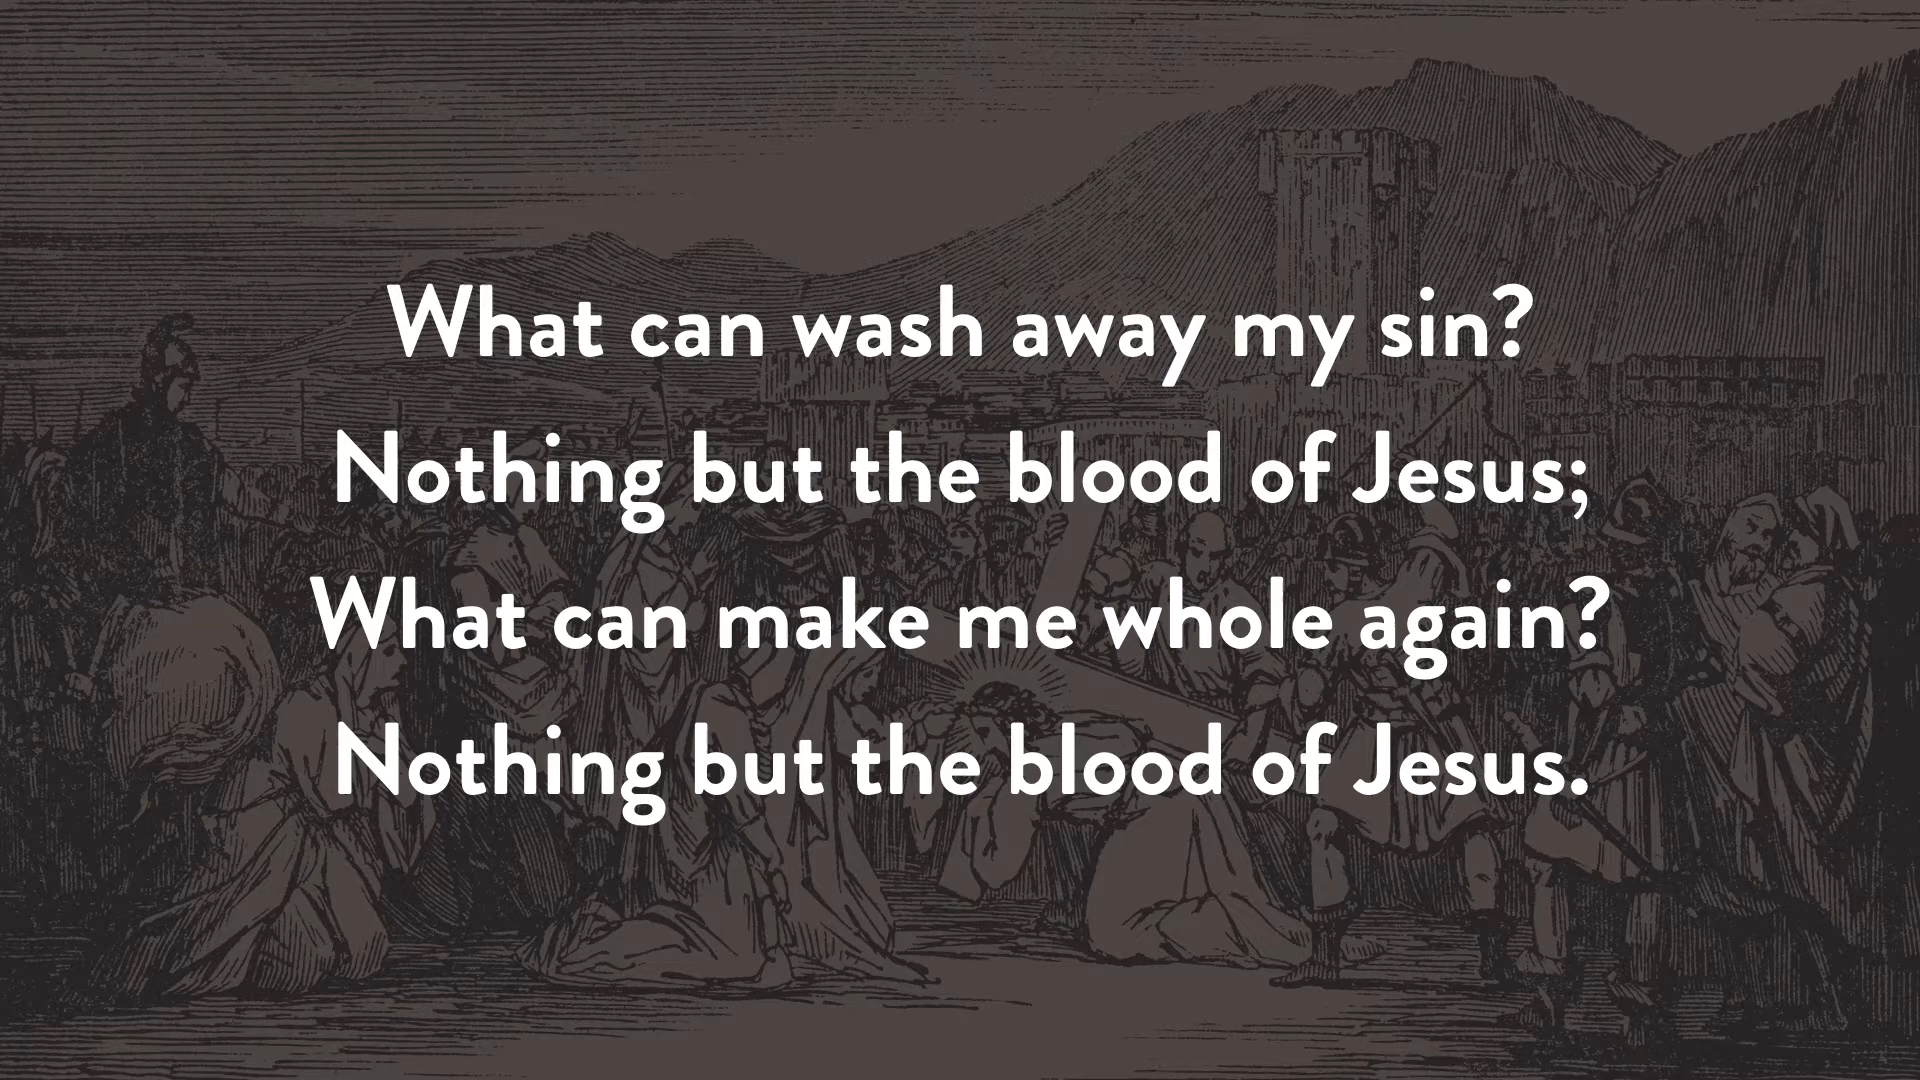 What can wash away my sin?
Nothing but the blood of Jesus;
What can make me whole again?
Nothing but the blood of Jesus.